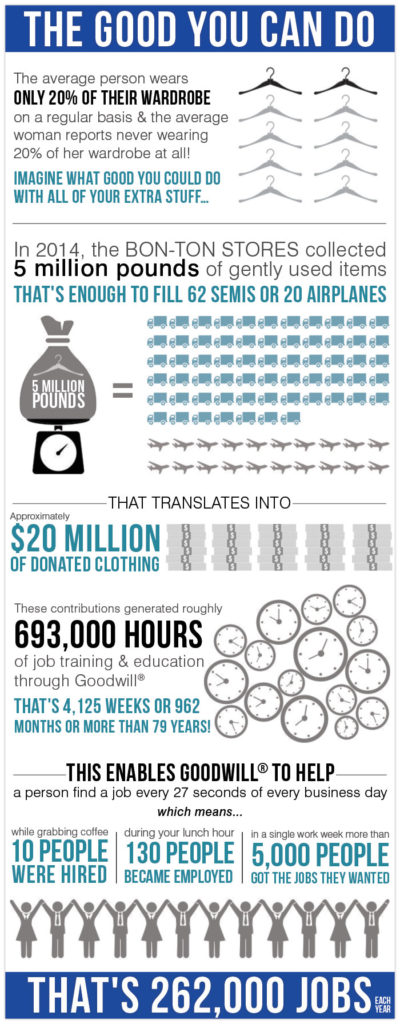 THE GOOD YOU CAN DO
The average person wears
ONLY 20% OF THEIR WARDROBE
on a regular basis & the average
woman reports never wearing
20% of her wardrobe at all!
IMAGINE WHAT GOOD YOU COULD DO
WITH ALL OF YOUR EXTRA STUFF...
In 2014, the BON-TON STORES collected
5 million pounds of gently used items
THAT'S ENOUGH TO FILL 62 SEMIS OR 20 AIRPLANES
5 MILLION
POUNDS
=
THAT TRANSLATES INTO
Approximately
$20 MILLION
OF DONATED CLOTHING
These contributions generated roughly
693,000 HOURS
of job training & education
through Goodwill®
THAT'S 4,125 WEEKS OR 962
MONTHS OR MORE THAN 79 YEARS!
THIS ENABLES GOODWILL® TO HELP
a person find a job every 27 seconds of every business day
which means...
while grabbing coffee
10 PEOPLE
WERE HIRED
during your lunch hour
130 PEOPLE
BECAME EMPLOYED
in a single work week more than
5,000 PEOPLE
GOT THE JOBS THEY WANTED
THAT'S 262,000 JOBS EACH
YEAR